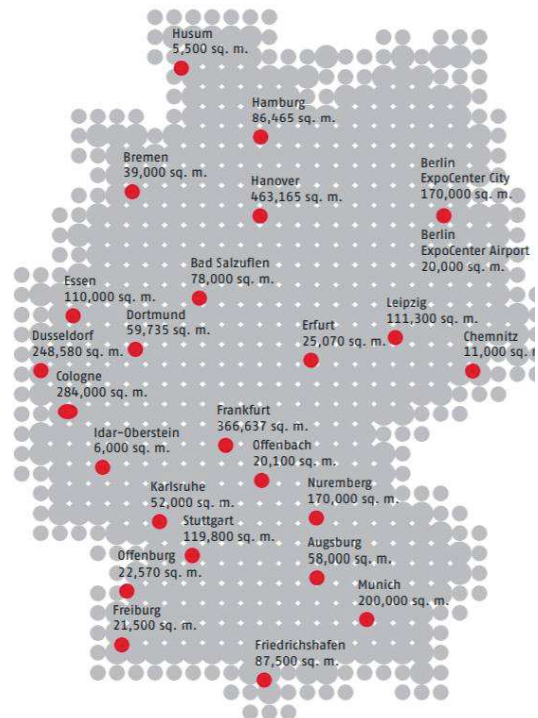 Husum
5,500 sq. m.
Hamburg
86,465 sq. m.
Bremen
39,000 sq. m.
Hanover
463,165 sq. m.
Berlin
ExpoCenter City
170,000 sq. m.
Berlin
ExpoCenter Airport
20,000 sq. m.
Bad Salzuflen
78,000 sq. m.
Essen
110,000 sq. m.
Dortmund
59,735 sq. m.
Leipzig
111,300 sq. m.
Erfurt
25,070 sq. m.
Chemnitz
11,000 sq. m
Dusseldorf
248,580 sq. m.
Cologne
284,000 sq. m.
Frankfurt
366,637 sq. m.
Offenbach
20,100 sq. m.
Idar-Oberstein
6,000 sq. m.
Karlsruhe
52,000 sq. m.
Nuremberg
170,000 sq. m.
Stuttgart
119,800 sq. m.
Offenburg
22,570 sq. m.
Augsburg
58,000 sq. m.
Munich
200,000 sq. m.
Freiburg
21,500 sq. m.
Friedrichshafen
87,500 sq. m.